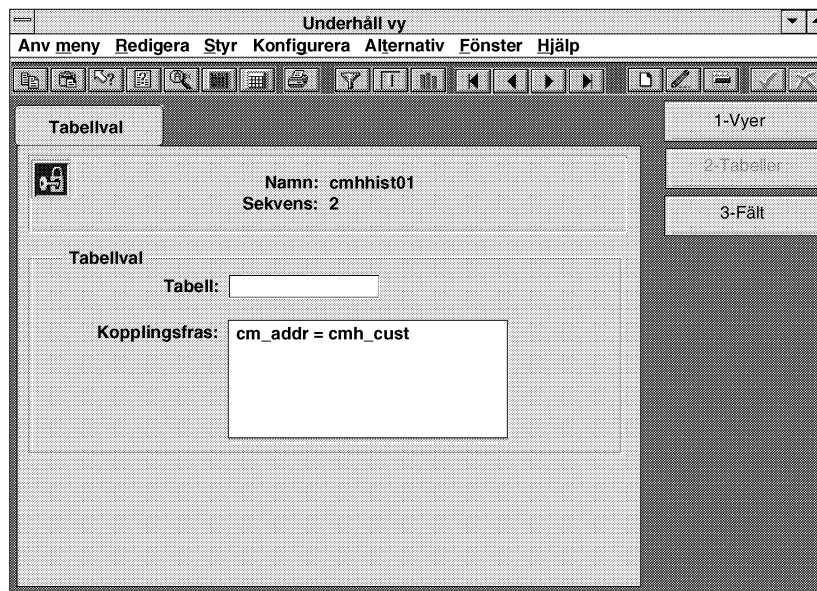 Underhåll vy
Anv meny Redigera Styr Konfigurera Alternativ Fönster Hjälp
Tabellval
1-Vyer
2-Tabeller
3-Fält
Namn: cmhhist01
Sekvens: 2
Tabellval
Tabell:
Kopplingsfras: cm_addr = cmh_cust